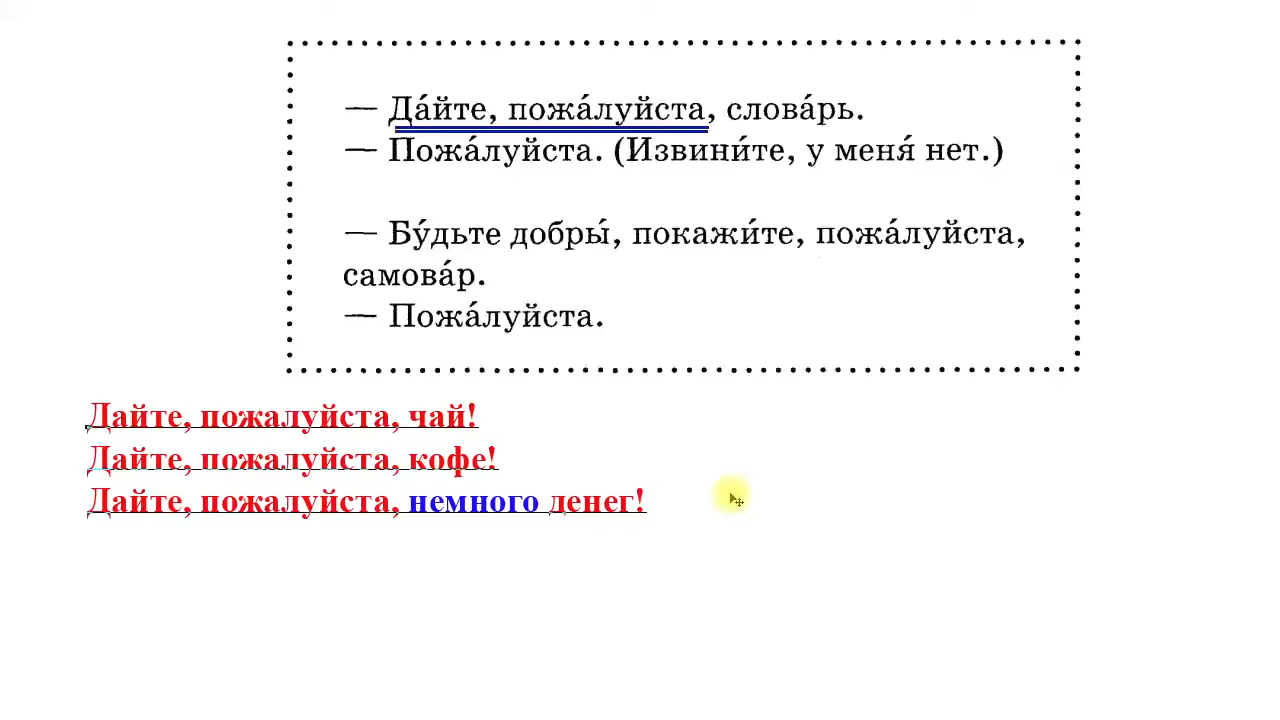 — Да́йте, пожа́луйста, слова́рь.
— Пожа́луйста. (Извини́те, у меня́ нет.)
— Бу́дьте добры́, покажи́те, пожа́луйста,
самова́р.
— Пожа́луйста.
Дайте, пожалуйста, чай!
Дайте, пожалуйста, кофе!
Дайте, пожалуйста, немного денег!